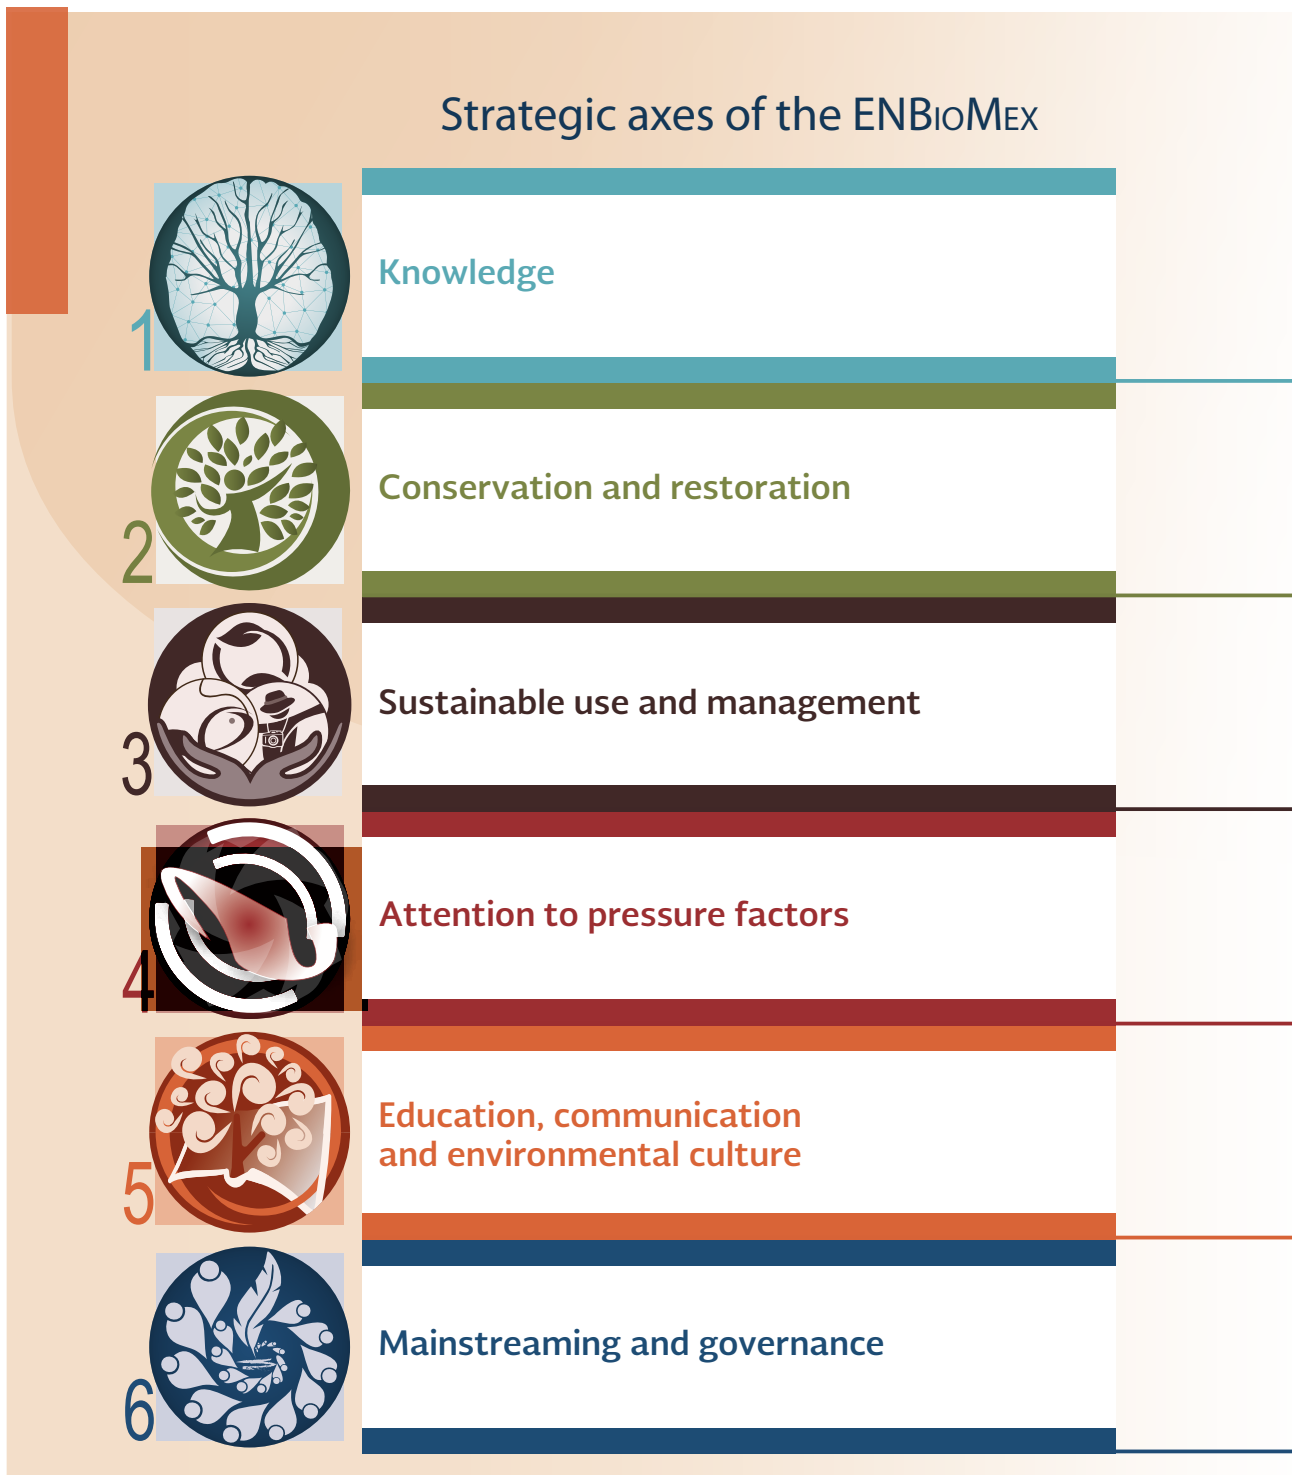 Strategic axes of the ENBioMex
1
Knowledge
2
Conservation and restoration
3
Sustainable use and management
4
Attention to pressure factors
5
Education, communication
and environmental culture
6
Mainstreaming and governance